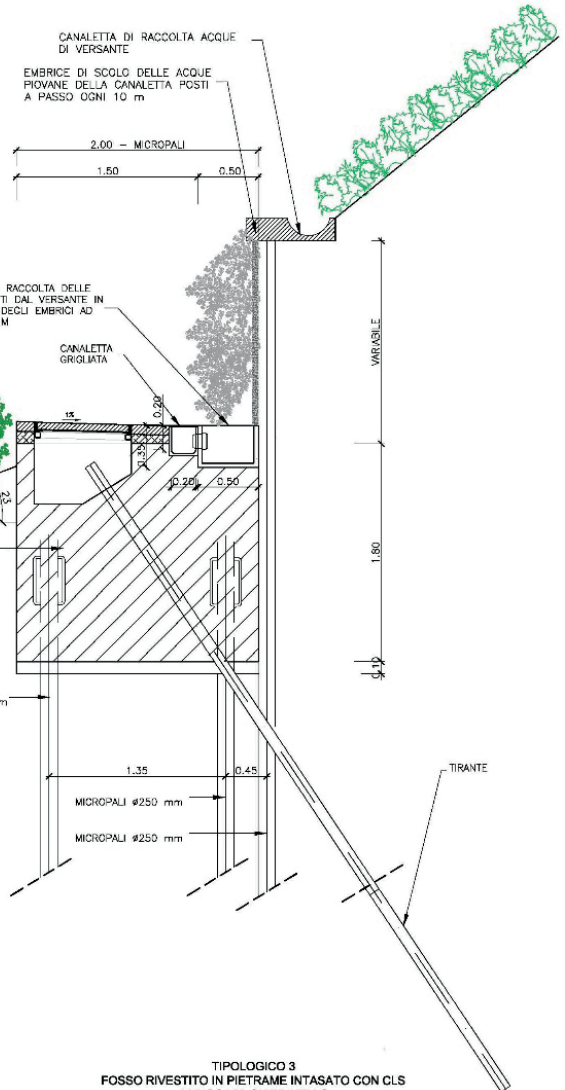 CANALETTA DI RACCOLTA ACQUE
DI VERSANTE
EMBRICE DI SCOLO DELLE ACQUE
PIOVANE DELLA CANALETTA POSTI
A PASSO OGNI 10 m
2.00 - MICROPALI
1.50
0.50
RACCOLTA DELLE
TI DAL VERSANTE IN
DEGLI EMBRICI AD
M
CANALETTA
GRIGLIATA
VARIABILE
1%
0.20
0.35
0.20
0.50
23
1.80
0.10
m
1.35
0.45
TIRANTE
MICROPALI ø250 mm
MICROPALI ø250 mm
TIPOLOGICO 3
FOSSO RIVESTITO IN PIETRAME INTASATO CON CLS